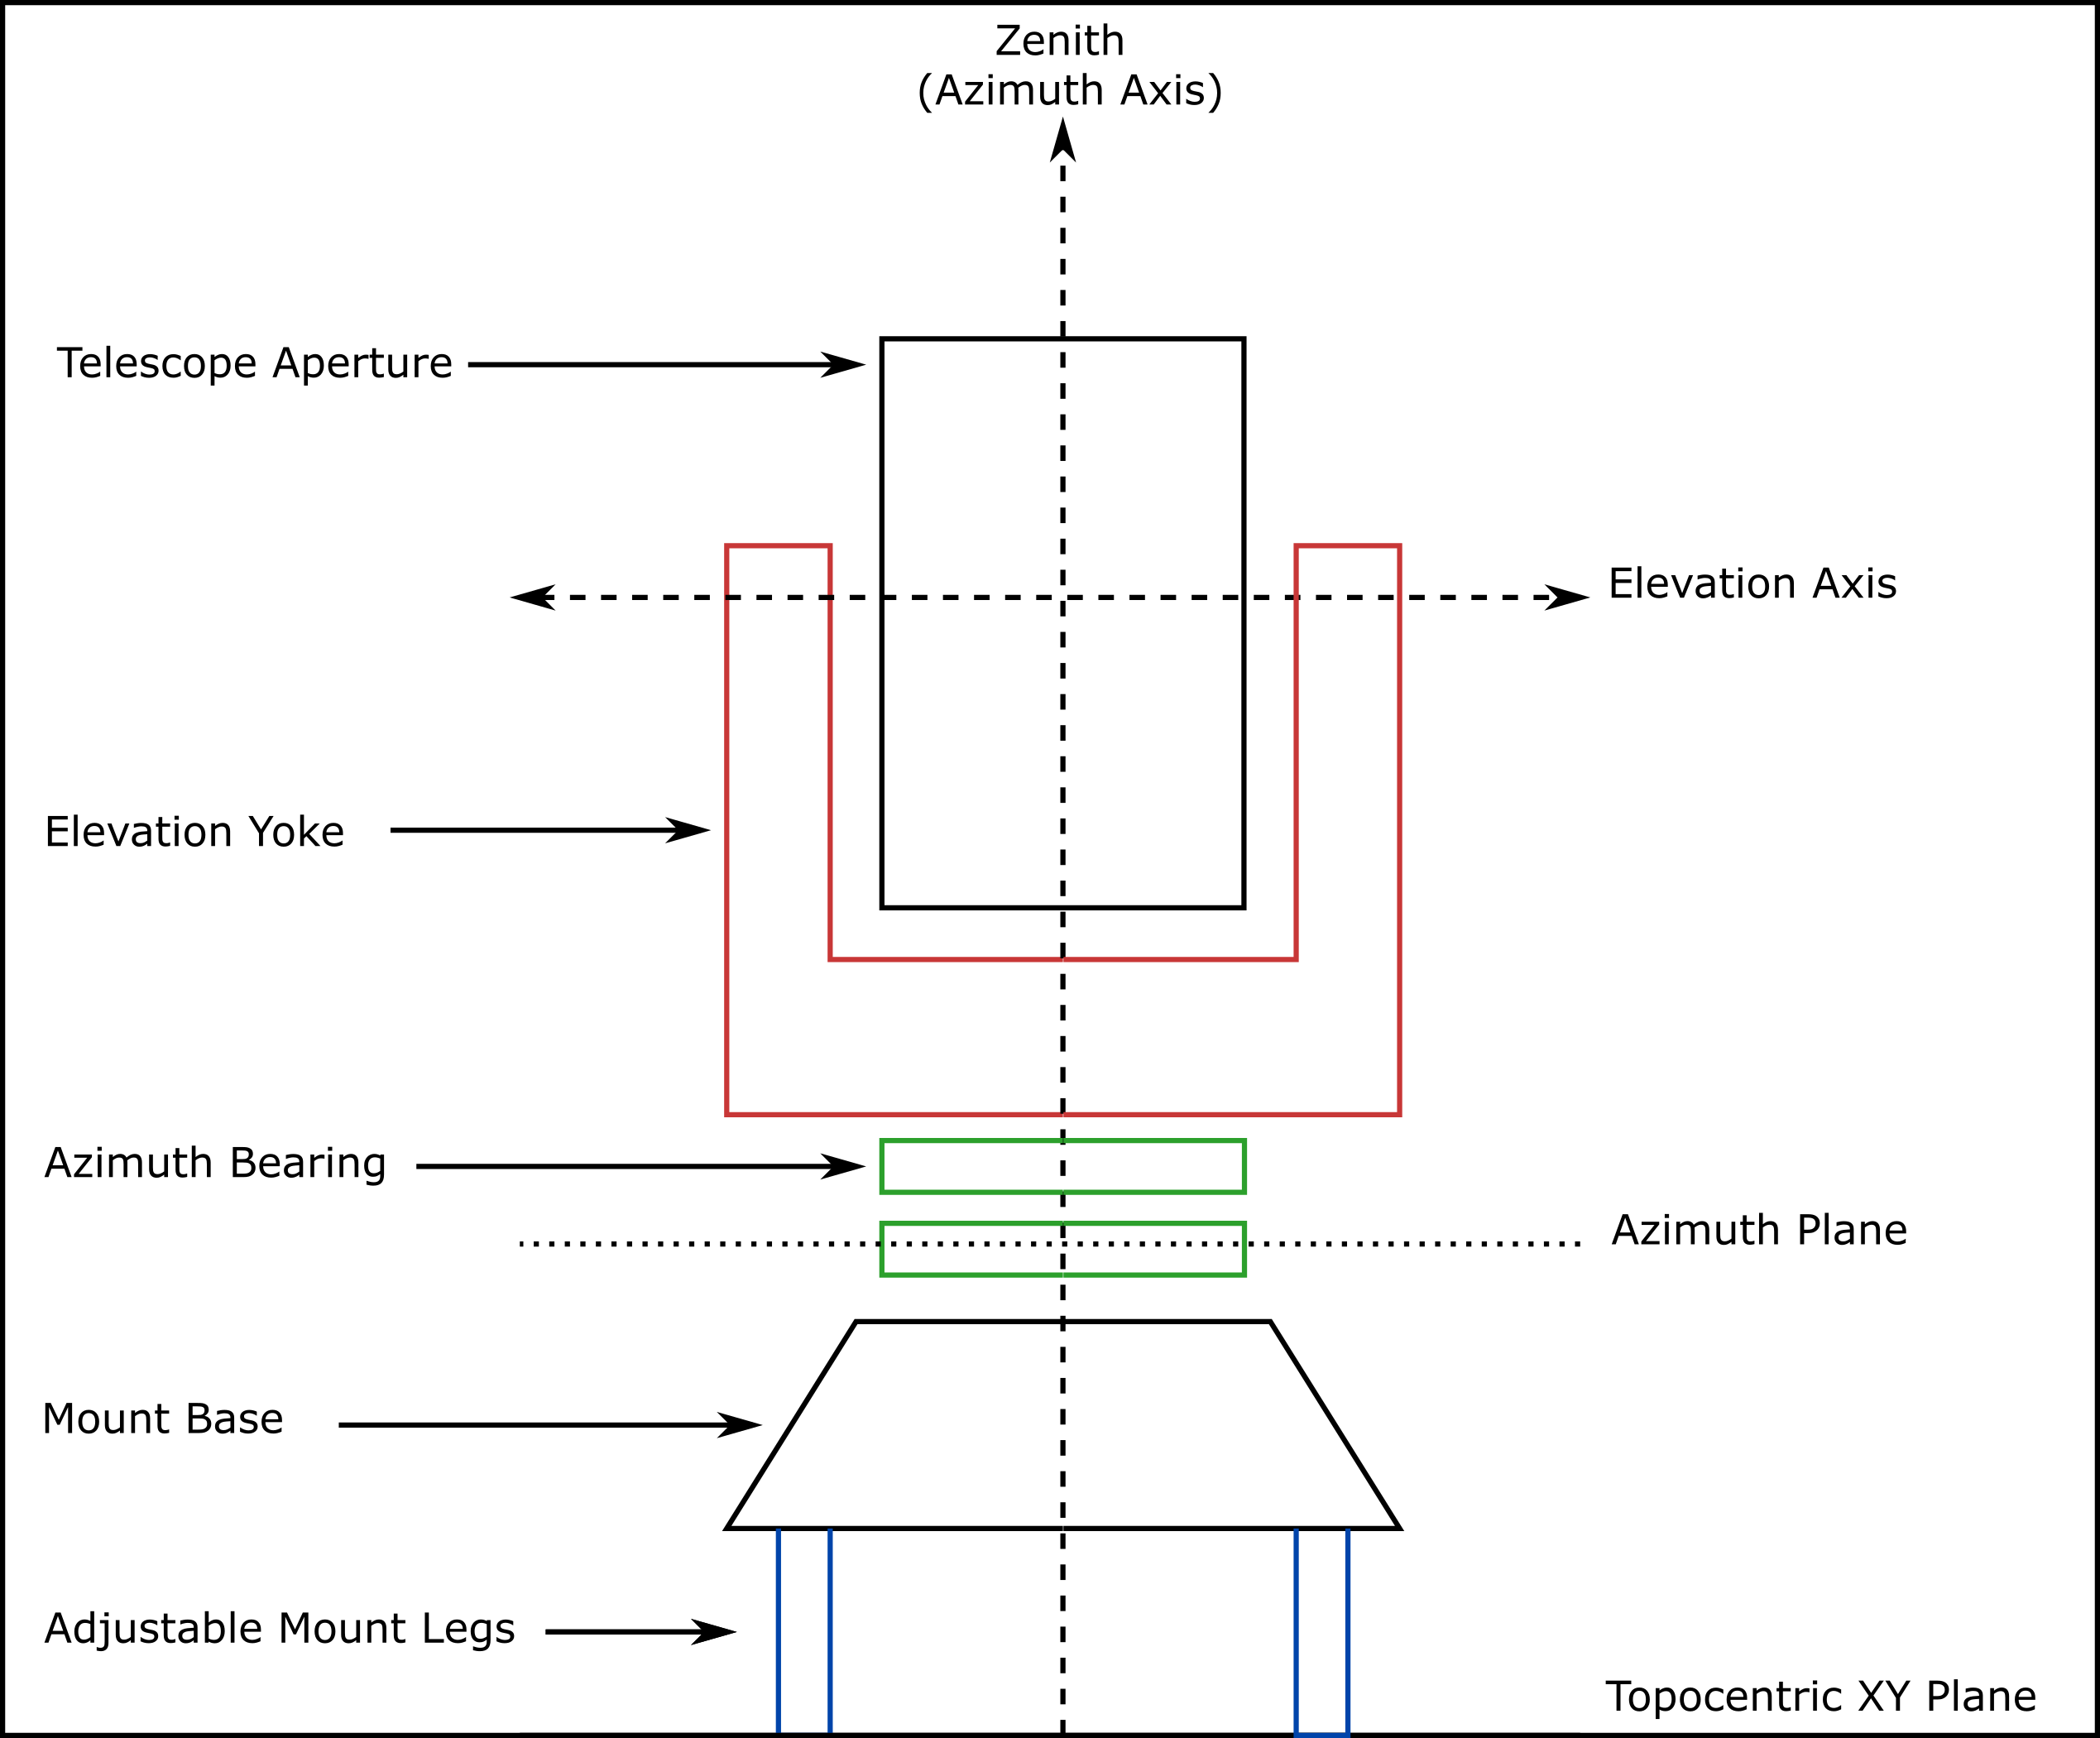 Zenith
(Azimuth Axis)
Telescope Aperture
Elevation Axis
Elevation Yoke
Azimuth Bearing
Azimuth Plane
Mount Base
Adjustable Mount Legs
Topocentric XY Plane